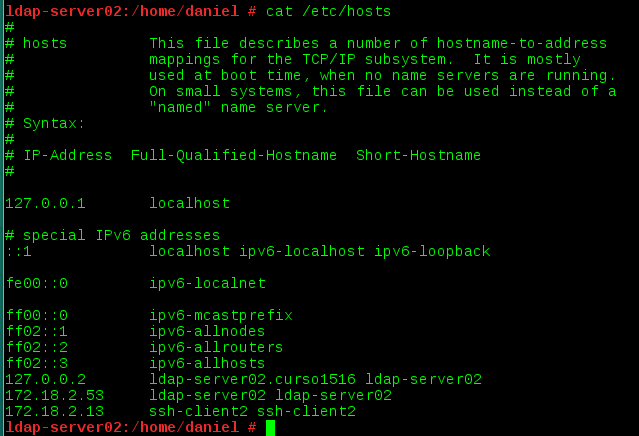 ldap-server02:/home/daniel # cat /etc/hosts
#
# hosts         This file describes a number of hostname-to-address
#               mappings for the TCP/IP subsystem.  It is mostly
#               used at boot time, when no name servers are running.
#               On small systems, this file can be used instead of a
#               "named" name server.
# Syntax:
#
# IP-Address  Full-Qualified-Hostname  Short-Hostname
#

127.0.0.1       localhost

# special IPv6 addresses
::1             localhost ipv6-localhost ipv6-loopback

fe00::0         ipv6-localnet

ff00::0         ipv6-mcastprefix
ff02::1         ipv6-allnodes
ff02::2         ipv6-allrouters
ff02::3         ipv6-allhosts
127.0.0.2       ldap-server02.curso1516 ldap-server02
172.18.2.53     ldap-server02 ldap-server02
172.18.2.13     ssh-client2 ssh-client2
ldap-server02:/home/daniel #